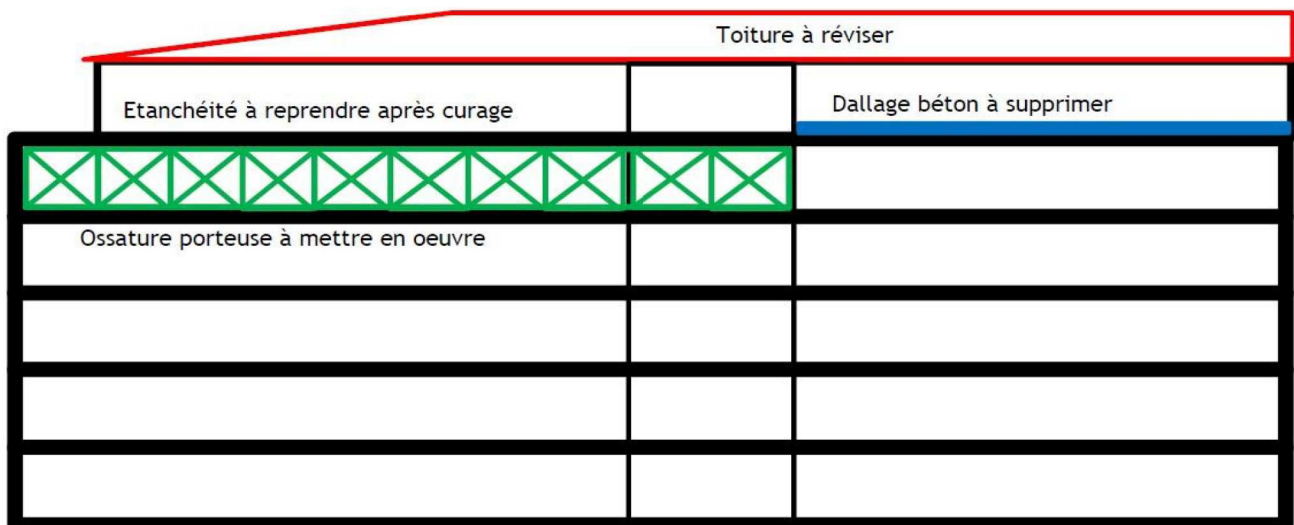 Toiture à réviser
Etanchéité à reprendre après curage
Dallage béton à supprimer
Ossature porteuse à mettre en oeuvre